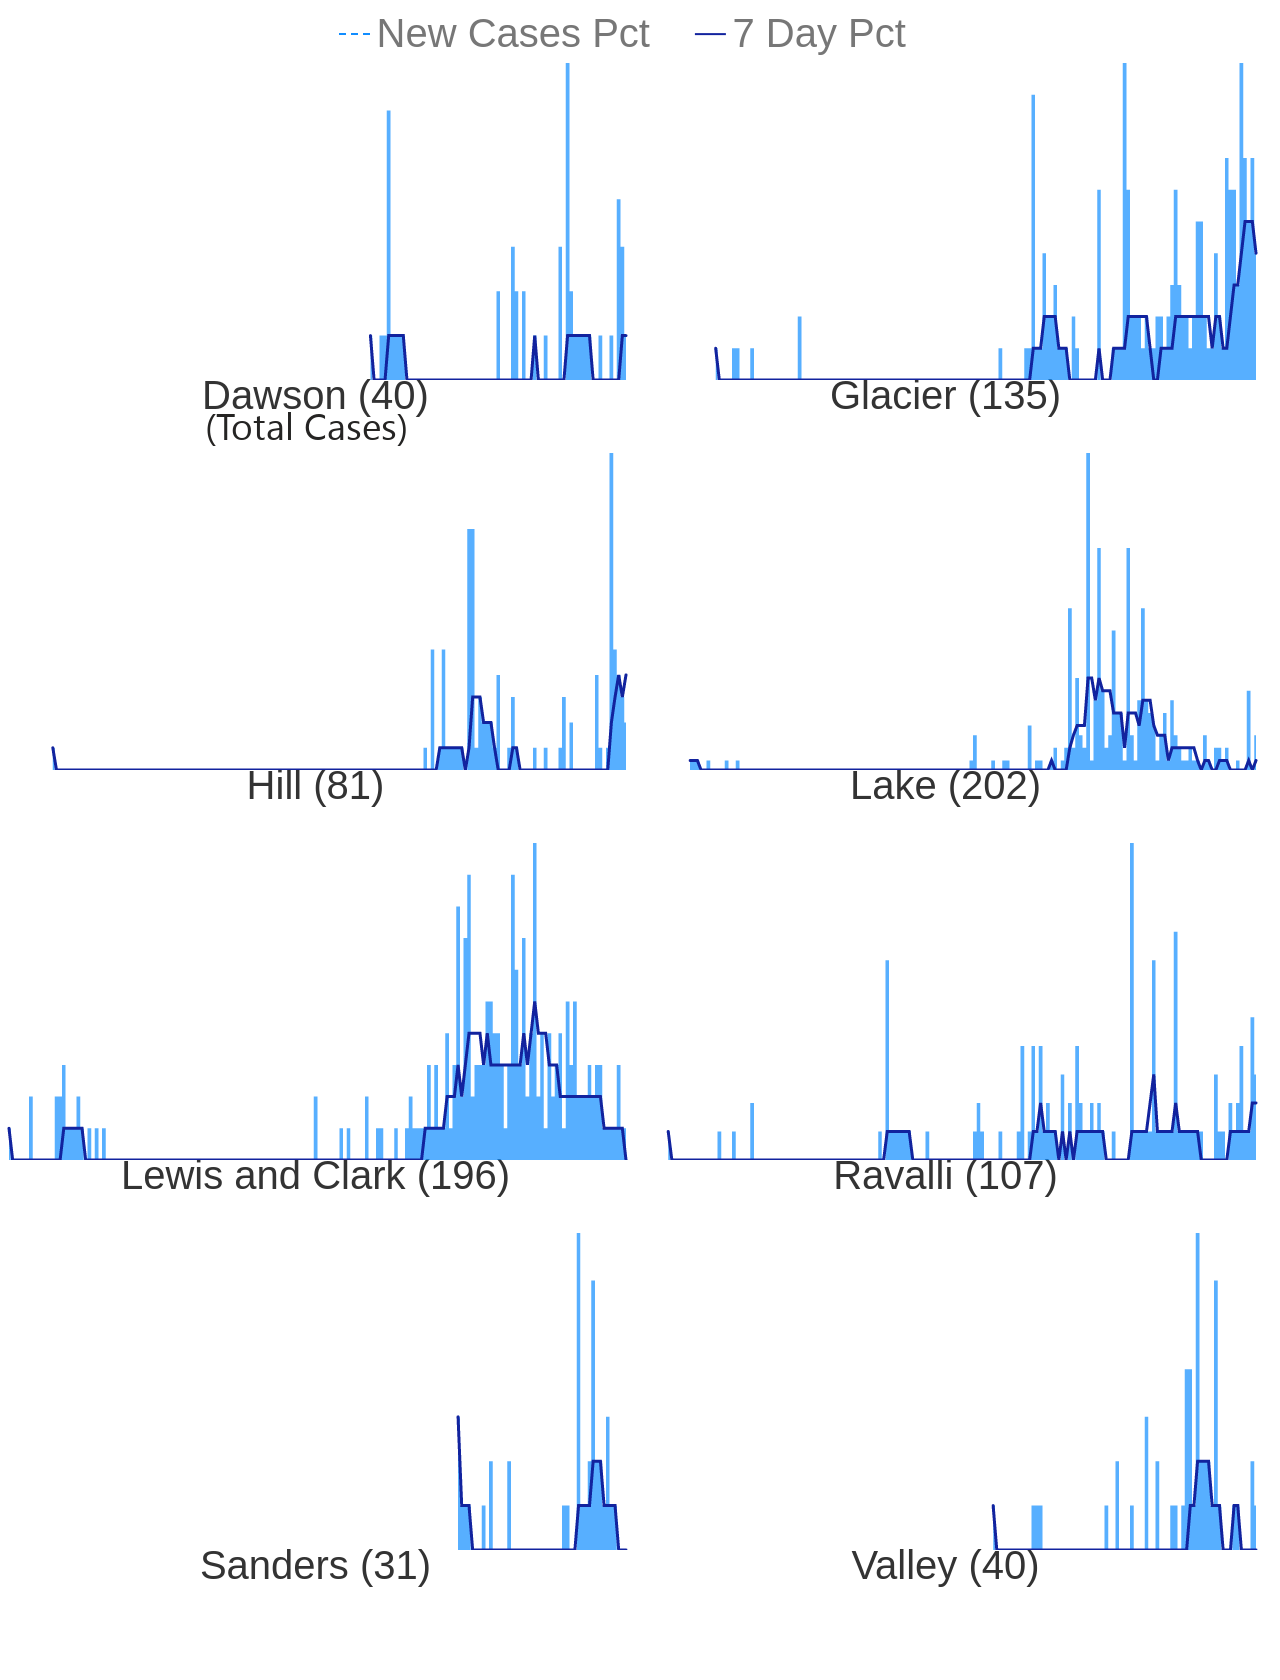 New Cases Pct 7 Day Pct
Dawson (40) Glacier (135)
(Total Cases)
Hill (81) Lake (202)
Lewis and Clark (196) Ravalli (107)
Sanders (31) Valley (40)